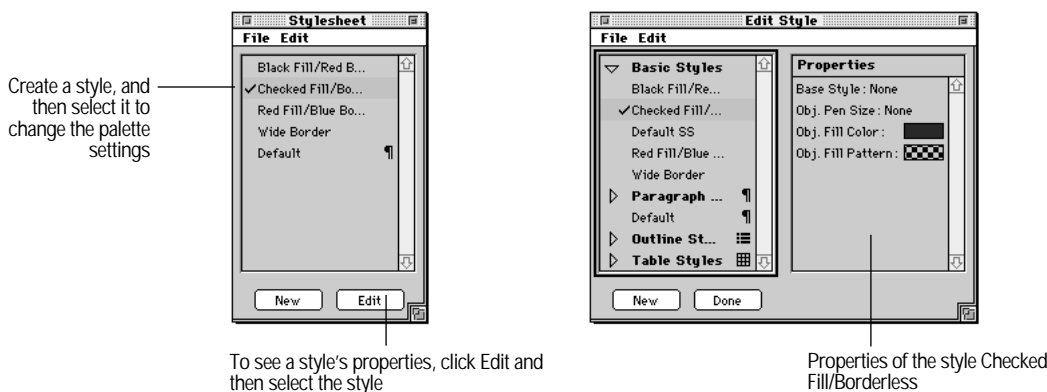 Stylesheet
File Edit
Black Fill/Red B...
✓Checked Fill/Bo...
Red Fill/Blue Bo...
Wide Border
Default ¶
New Edit
Create a style, and
then select it to
change the palette
settings
To see a style's properties, click Edit and
then select the style
Edit Style
File Edit
Basic Styles
Black Fill/Re...
✓Checked Fill/...
Default SS
Red Fill/Blue ...
Wide Border
Paragraph ... ¶
Default ¶
Outline St...
Table Styles
New Done
Properties
Base Style: None
Obj. Pen Size: None
Obj. Fill Color:
Obj. Fill Pattern:
Properties of the style Checked
Fill/Borderless